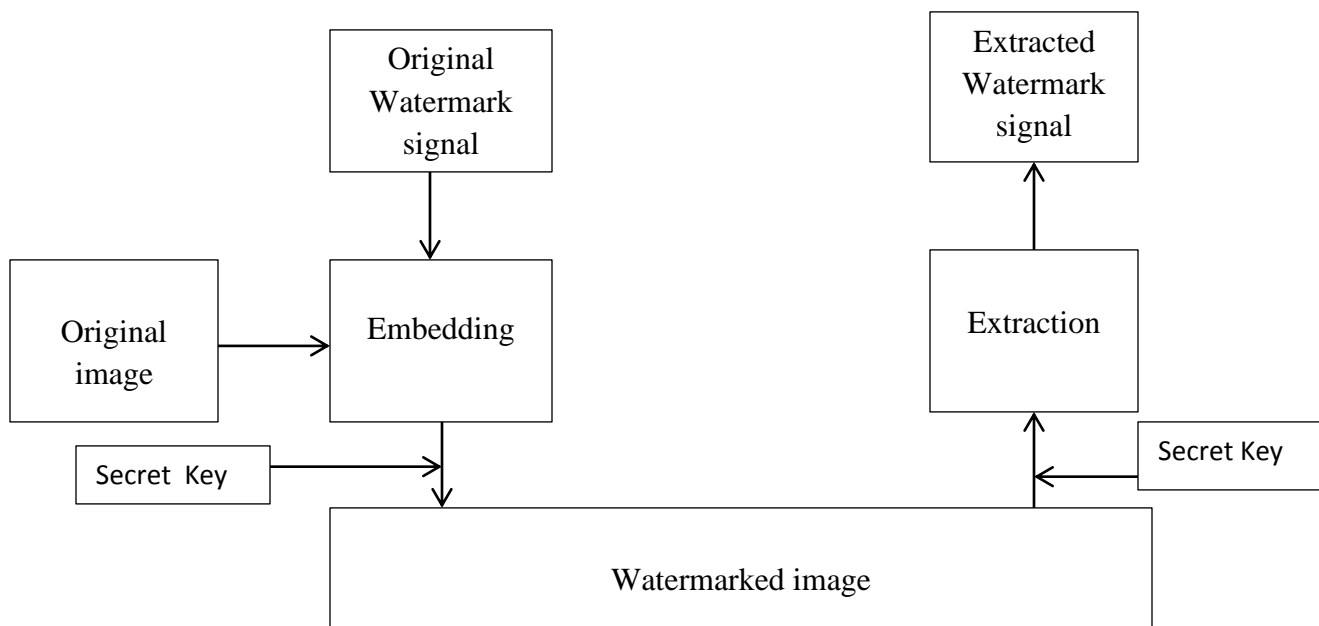 Original
Watermark
signal
Extracted
Watermark
signal
Original
image
Embedding
Extraction
Secret  Key
Secret Key
Watermarked image